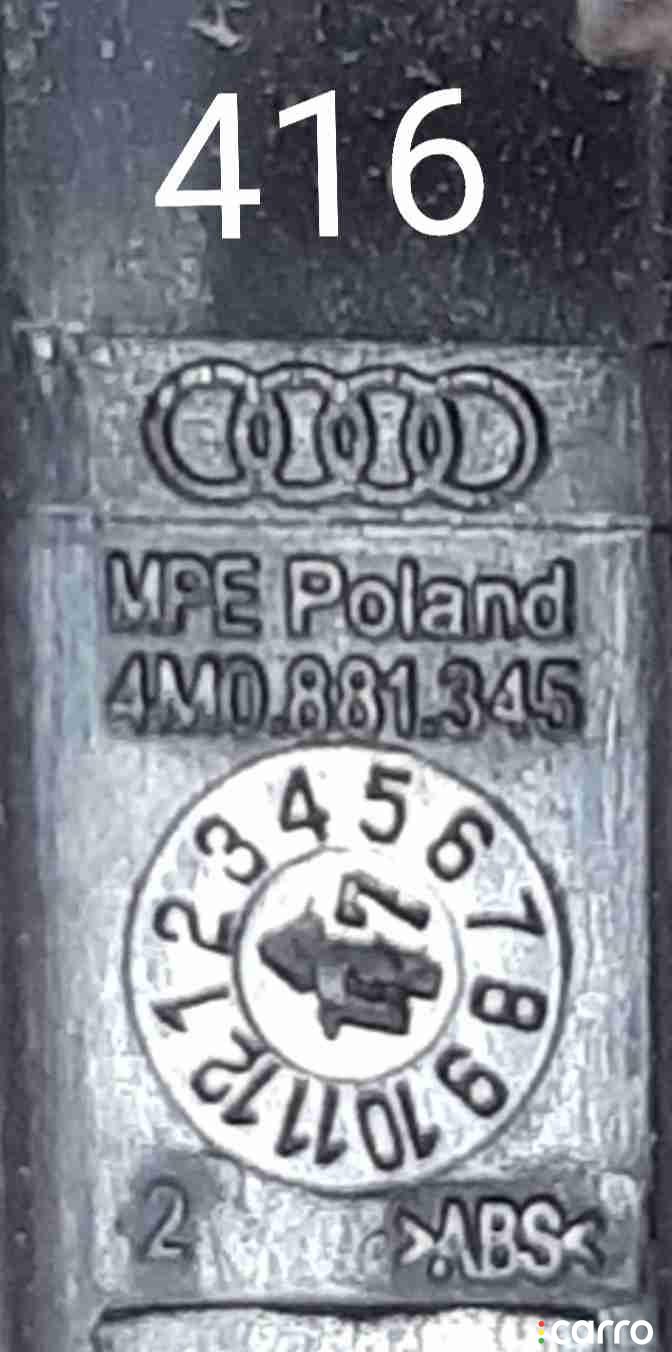 416
MPE Poland
4M0.881.345
1 2 3 4 5 6 7 8 9 10 11 12
17
2
>ABS<
carro